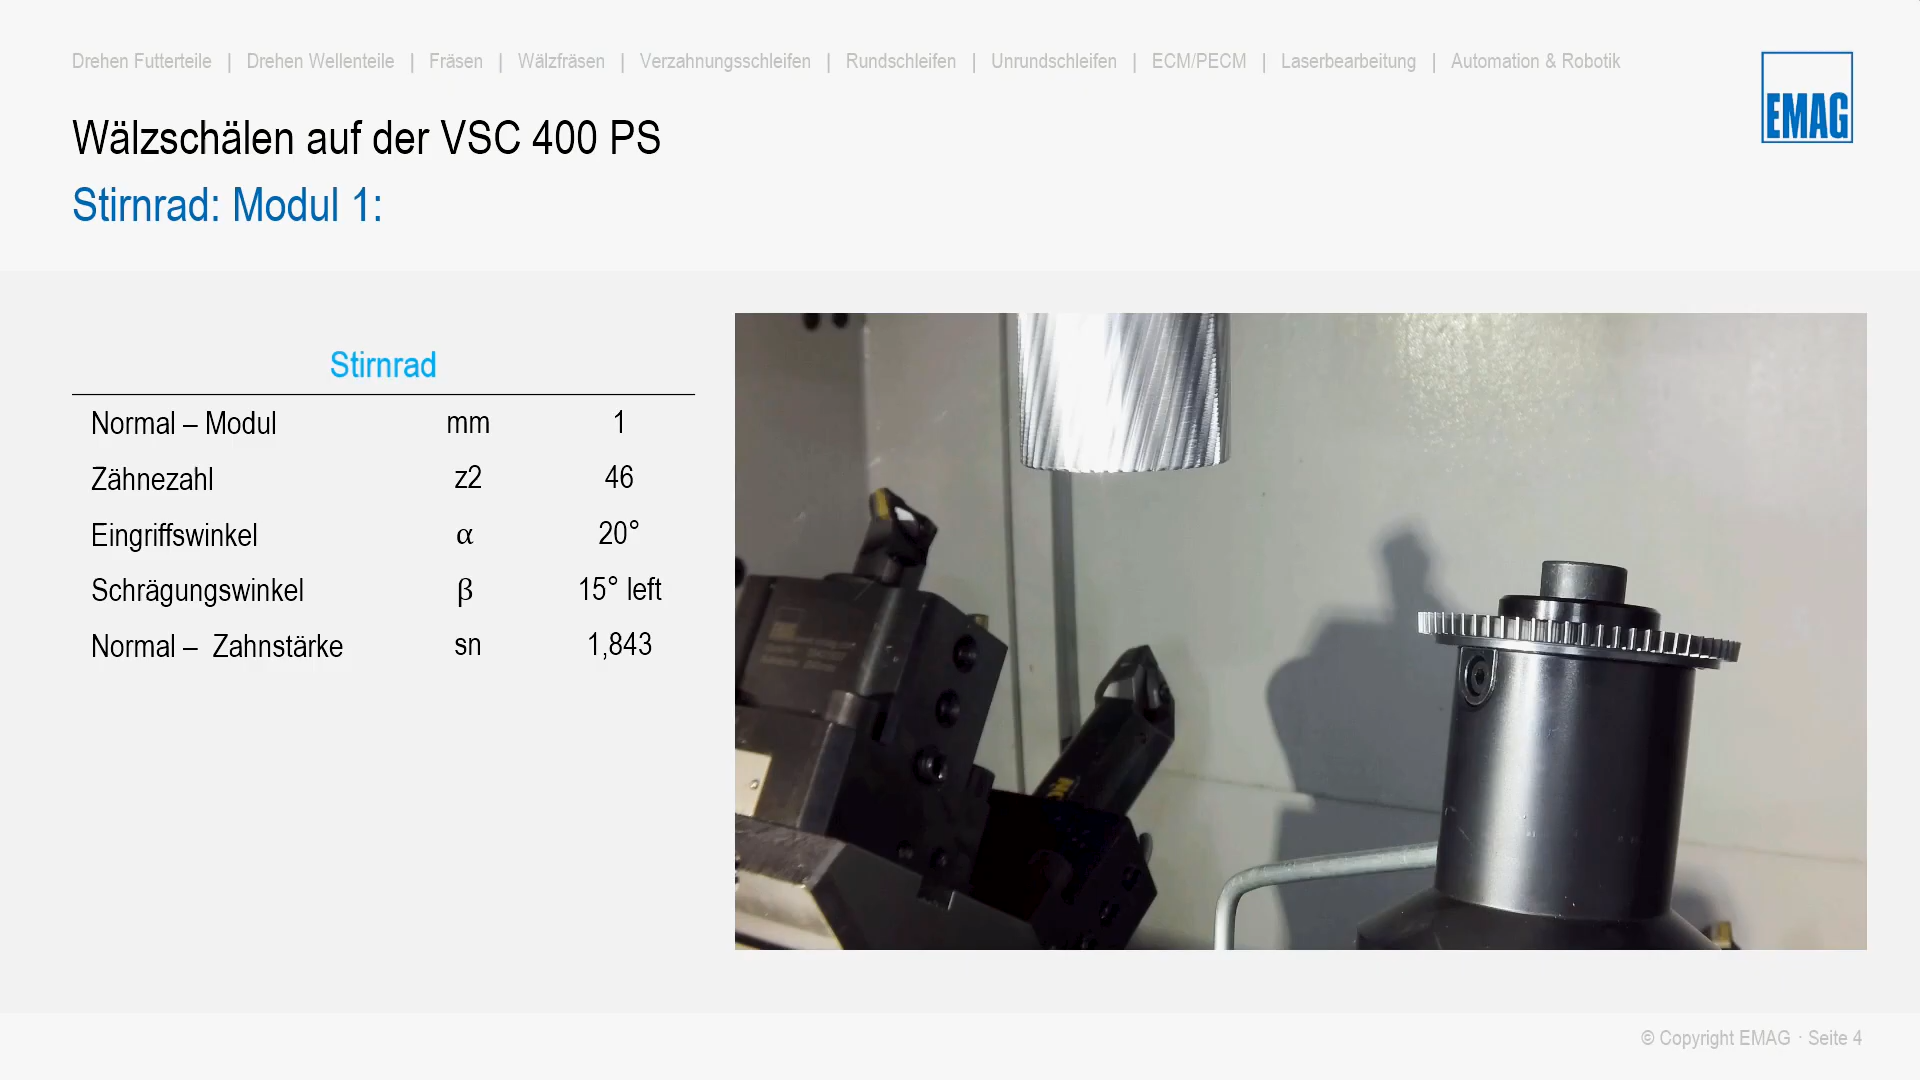 Drehen Futterteile | Drehen Wellenteile | Fräsen | Wälzfräsen | Verzahnungsschleifen | Rundschleifen | Unrundschleifen | ECM/PECM | Laserbearbeitung | Automation & Robotik
EMAG
Wälzschälen auf der VSC 400 PS
Stirnrad: Modul 1:
Stirnrad
Normal – Modul mm 1
Zähnezahl z2 46
Eingriffswinkel α 20°
Schrägungswinkel β 15° left
Normal – Zahnstärke sn 1,843
© Copyright EMAG · Seite 4